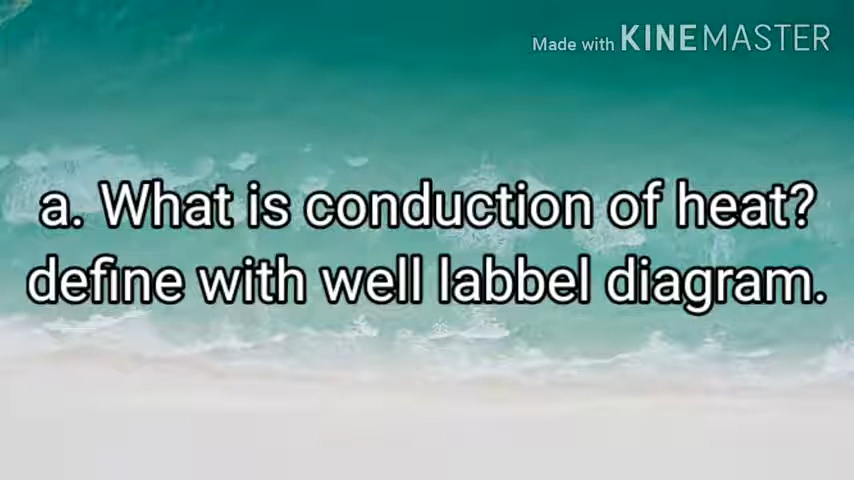 Made with KINEMASTER
a. What is conduction of heat?
define with well labbel diagram.